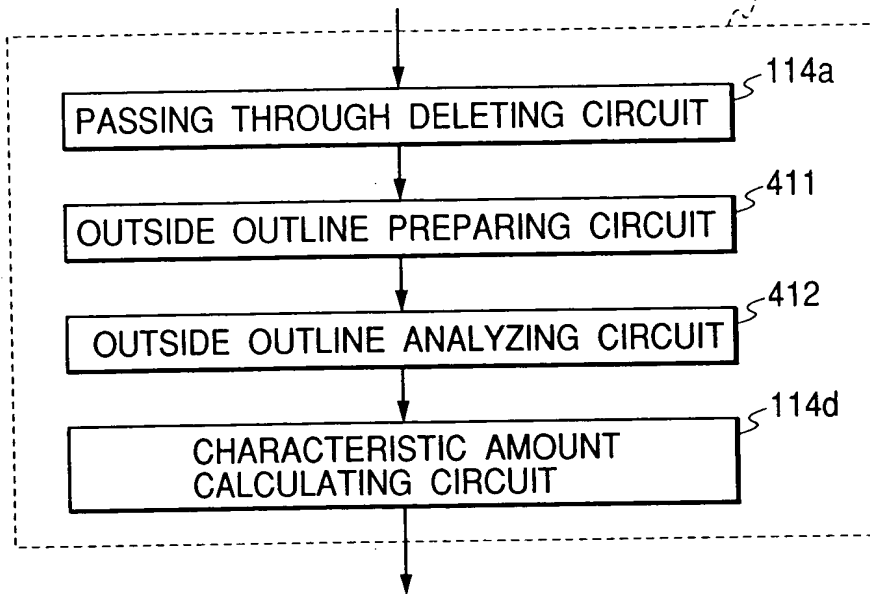 114a
PASSING THROUGH DELETING CIRCUIT
411
OUTSIDE OUTLINE PREPARING CIRCUIT
412
OUTSIDE OUTLINE ANALYZING CIRCUIT
114d
CHARACTERISTIC AMOUNT
CALCULATING CIRCUIT